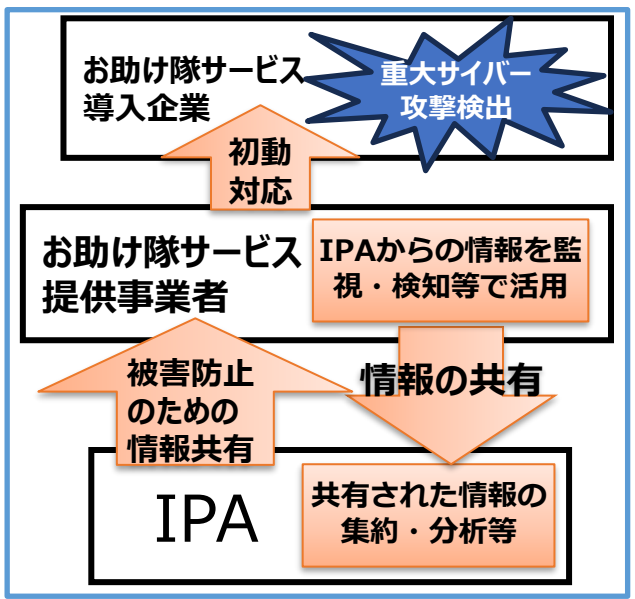 お助け隊サービス
導入企業
重大サイバー
攻撃検出
初動
対応
お助け隊サービス
提供事業者
IPAからの情報を監
視・検知等で活用
被害防止
のための
情報共有
情報の共有
IPA
共有された情報の
集約・分析等